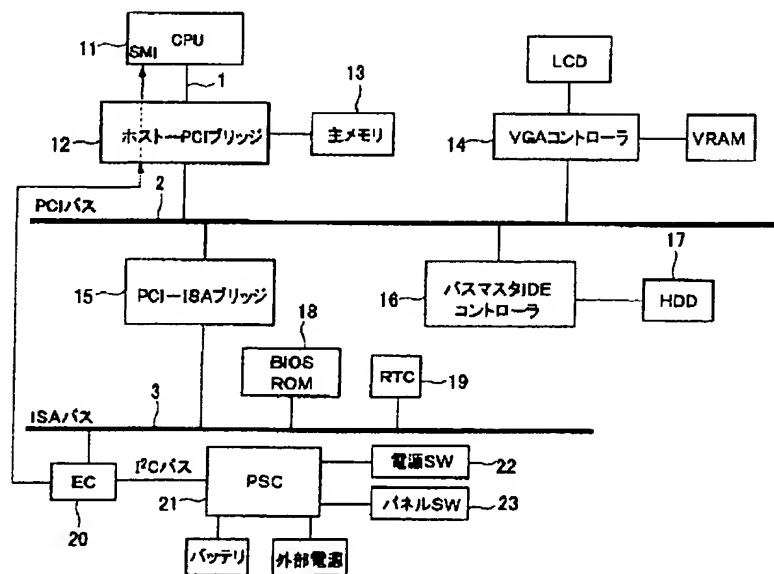 11
CPU
SMI
1
12
ホストーPCIブリッジ
13
主メモリ
LCD
14
VGAコントローラ
VRAM
PCIバス
2
15
PCI－ISAブリッジ
16
バスマスタIDE
コントローラ
17
HDD
18
BIOS
ROM
RTC
19
ISAバス
3
EC
20
I²Cバス
21
PSC
電源SW
22
パネルSW
23
バッテリ
外部電源